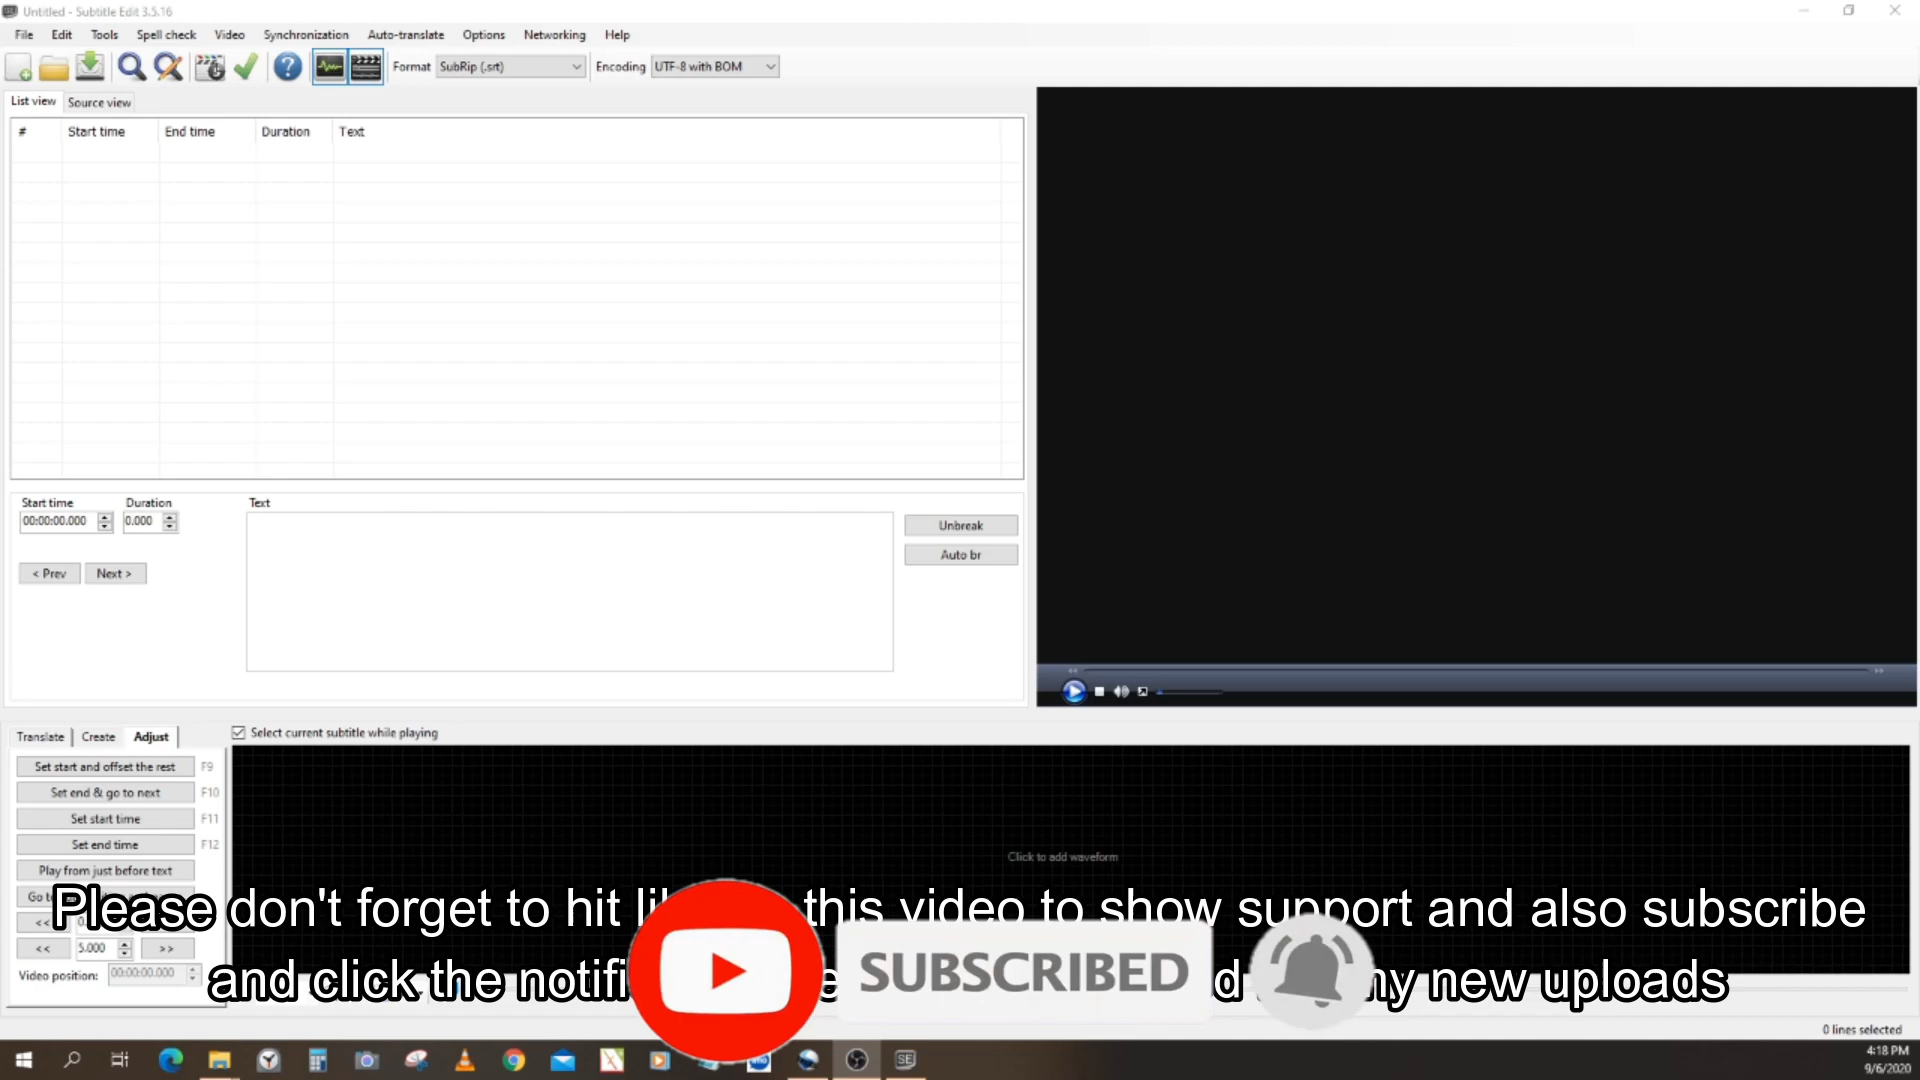 Untitled - Subtitle Edit 3.5.16
File Edit Tools Spell check Video Synchronization Auto-translate Options Networking Help
Format SubRip (.srt) Encoding UTF-8 with BOM
List view Source view
# Start time End time Duration Text
Start time Duration Text
00:00:00.000 0.000
Unbreak
Auto br
< Prev Next >
Translate Create Adjust
Select current subtitle while playing
Set start and offset the rest F9
Set end & go to next F10
Set start time F11
Set end time F12
Play from just before text
Click to add waveform
Go to
<<
<< 5.000 >>
Video position: 00:00:00.000
Please don't forget to hit this video to show support and also subscribe
and click the new uploads
SUBSCRIBED
0 lines selected
SE
4:18 PM
9/6/2020